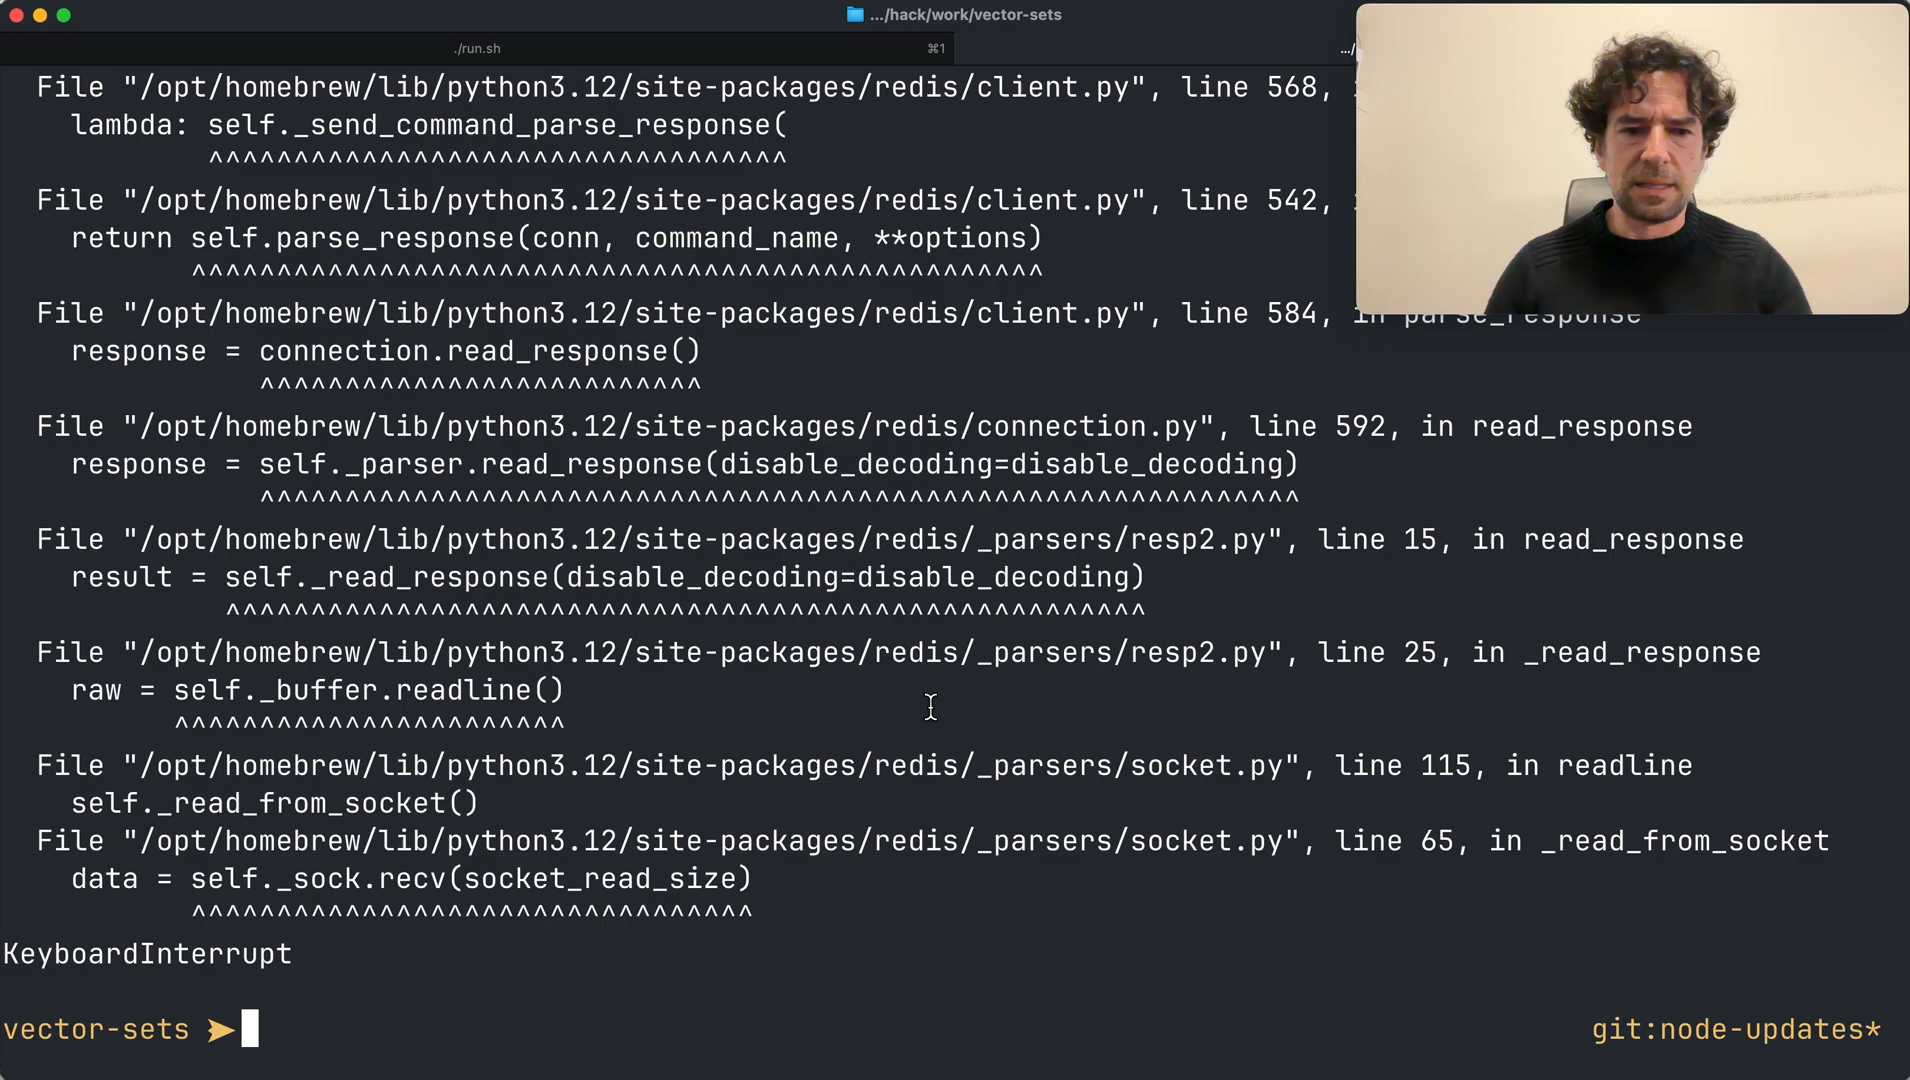 .../hack/work/vector-sets
./run.sh ⌘1 .../
File "/opt/homebrew/lib/python3.12/site-packages/redis/client.py", line 568,
lambda: self._send_command_parse_response(
^^^^^^^^^^^^^^^^^^^^^^^^^^^^^^^^^^
File "/opt/homebrew/lib/python3.12/site-packages/redis/client.py", line 542,
return self.parse_response(conn, command_name, **options)
^^^^^^^^^^^^^^^^^^^^^^^^^^^^^^^^^^^^^^^^^^^^^^^^^^
File "/opt/homebrew/lib/python3.12/site-packages/redis/client.py", line 584, in parse_response
response = connection.read_response()
^^^^^^^^^^^^^^^^^^^^^^^^^^
File "/opt/homebrew/lib/python3.12/site-packages/redis/connection.py", line 592, in read_response
response = self._parser.read_response(disable_decoding=disable_decoding)
^^^^^^^^^^^^^^^^^^^^^^^^^^^^^^^^^^^^^^^^^^^^^^^^^^^^^^^^^^^^^
File "/opt/homebrew/lib/python3.12/site-packages/redis/_parsers/resp2.py", line 15, in read_response
result = self._read_response(disable_decoding=disable_decoding)
^^^^^^^^^^^^^^^^^^^^^^^^^^^^^^^^^^^^^^^^^^^^^^^^^^^^^^
File "/opt/homebrew/lib/python3.12/site-packages/redis/_parsers/resp2.py", line 25, in _read_response
raw = self._buffer.readline()
^^^^^^^^^^^^^^^^^^^^^^^
File "/opt/homebrew/lib/python3.12/site-packages/redis/_parsers/socket.py", line 115, in readline
self._read_from_socket()
File "/opt/homebrew/lib/python3.12/site-packages/redis/_parsers/socket.py", line 65, in _read_from_socket
data = self._sock.recv(socket_read_size)
^^^^^^^^^^^^^^^^^^^^^^^^^^^^^^^^^
KeyboardInterrupt
vector-sets ➤ git:node-updates*